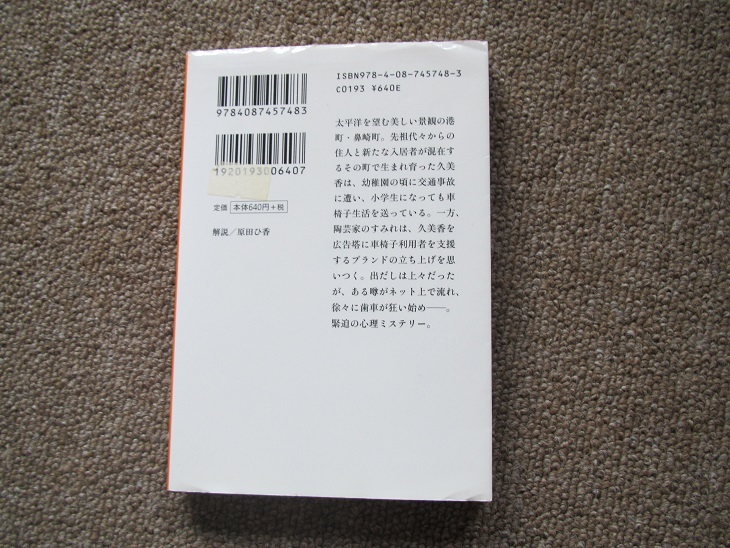 9784087457483
1920193006407
定価 本体640円+税
解説/原田ひ香
ISBN978-4-08-745748-3
C0193 ¥640E
太平洋を望む美しい景観の港
町・鼻崎町。先祖代々からの
住人と新たな入居者が混在す
るその町で生まれ育った久美
香は、幼稚園の頃に交通事故
に遭い、小学生になっても車
椅子生活を送っている。一方、
陶芸家のすみれは、久美香を
広告塔に車椅子利用者を支援
するブランドの立ち上げを思
いつく。出だしは上々だった
が、ある噂がネット上で流れ、
徐々に歯車が狂い始め──。
緊迫の心理ミステリー。